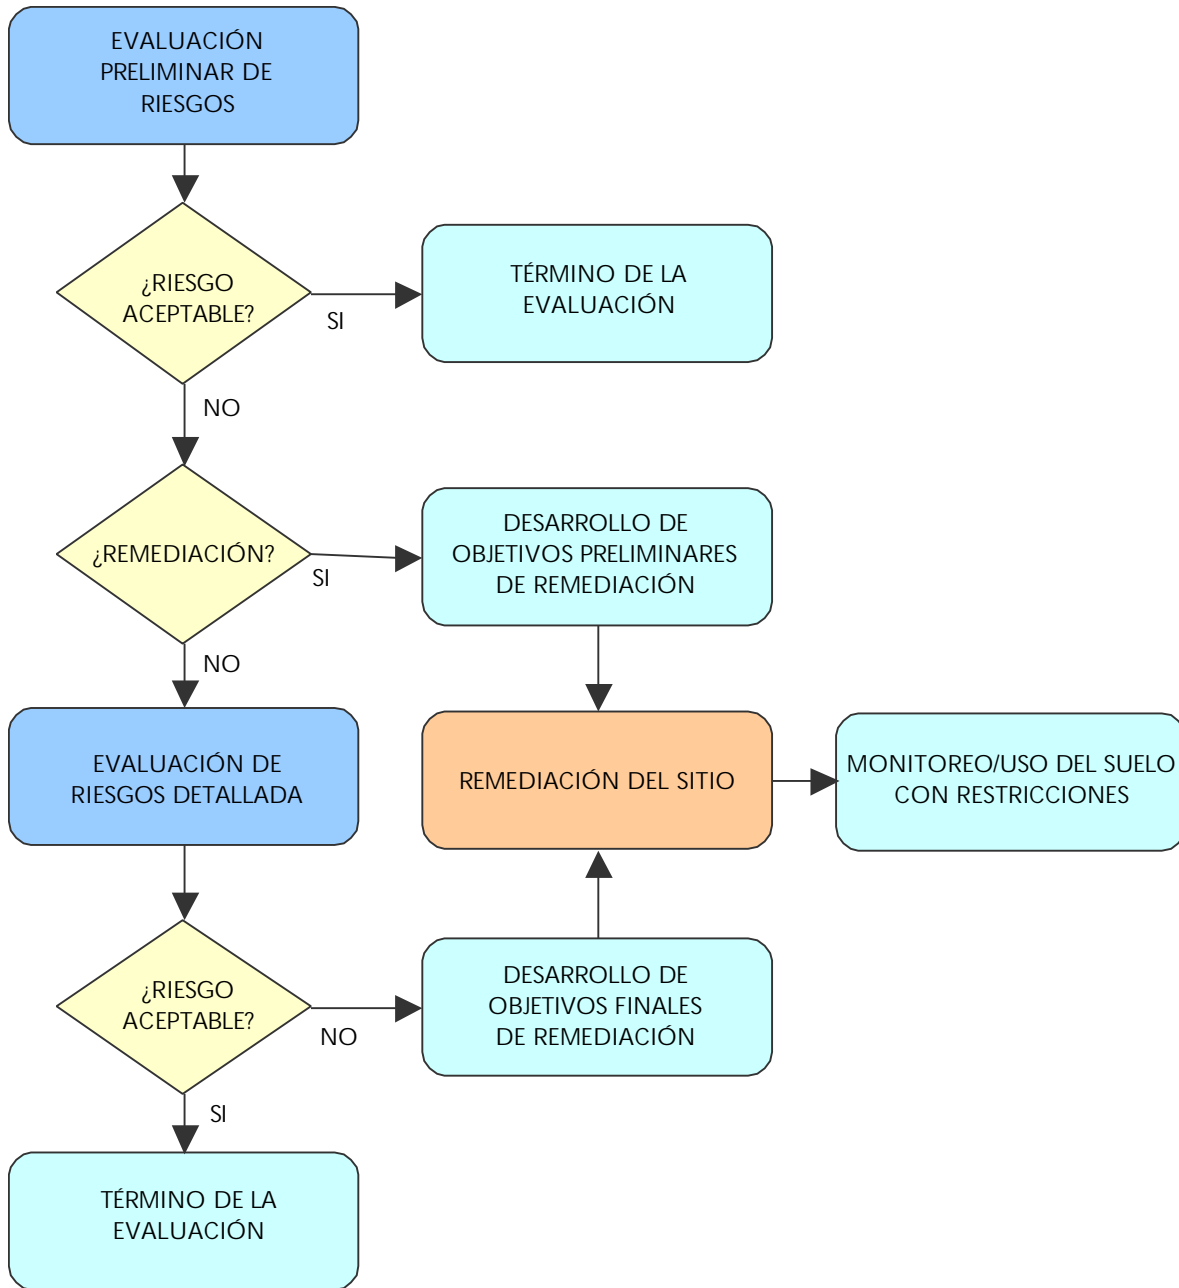 EVALUACIÓN
PRELIMINAR DE
RIESGOS
¿RIESGO
ACEPTABLE?
SI
TÉRMINO DE LA
EVALUACIÓN
NO
¿REMEDIACIÓN?
SI
DESARROLLO DE
OBJETIVOS PRELIMINARES
DE REMEDIACIÓN
NO
EVALUACIÓN DE
RIESGOS DETALLADA
REMEDIACIÓN DEL SITIO
MONITOREO/USO DEL SUELO
CON RESTRICCIONES
¿RIESGO
ACEPTABLE?
NO
DESARROLLO DE
OBJETIVOS FINALES
DE REMEDIACIÓN
SI
TÉRMINO DE LA
EVALUACIÓN